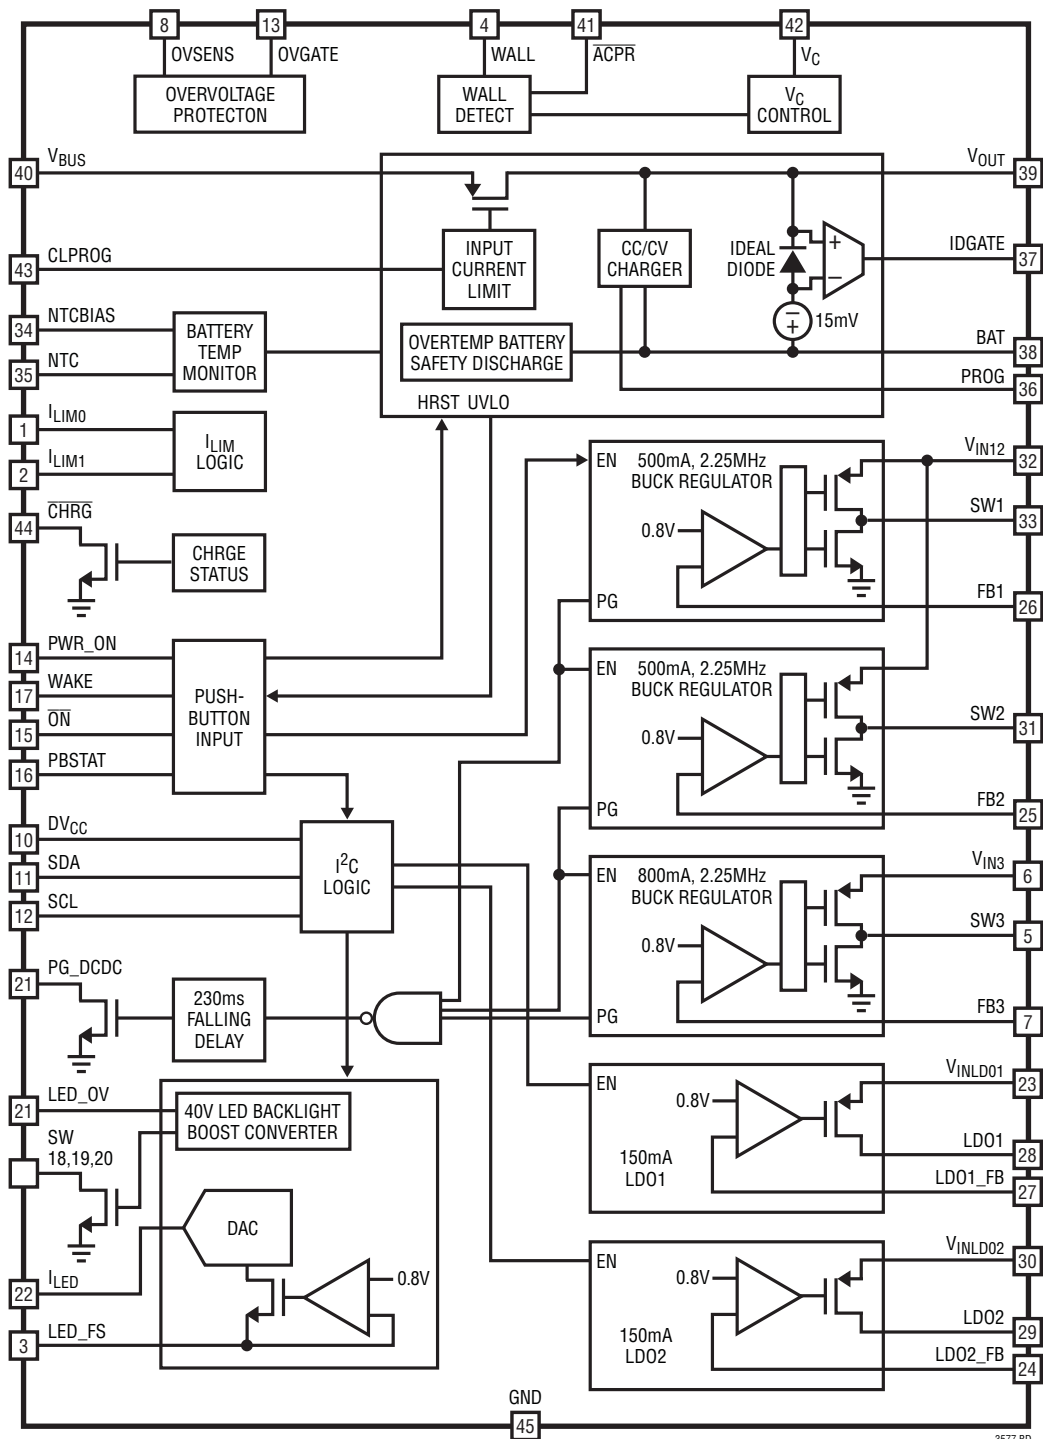 8
13
4
41
42
OVSENS
OVGATE
WALL
ACPR
VC
OVERVOLTAGE
PROTECTON
WALL
DETECT
VC
CONTROL
40
VBUS
VOUT
39
43
CLPROG
INPUT
CURRENT
LIMIT
CC/CV
CHARGER
IDEAL
DIODE
+
–
IDGATE
37
–
+
15mV
34
NTCBIAS
35
NTC
BATTERY
TEMP
MONITOR
OVERTEMP BATTERY
SAFETY DISCHARGE
BAT
38
PROG
36
HRST UVLO
1
ILIM0
2
ILIM1
ILIM
LOGIC
44
CHRG
CHRGE
STATUS
EN
500mA, 2.25MHz
BUCK REGULATOR
0.8V
PG
VIN12
32
SW1
33
FB1
26
14
PWR_ON
17
WAKE
15
ON
16
PBSTAT
PUSH-
BUTTON
INPUT
EN
500mA, 2.25MHz
BUCK REGULATOR
0.8V
PG
SW2
31
FB2
25
10
DVCC
11
SDA
12
SCL
I2C
LOGIC
EN
800mA, 2.25MHz
BUCK REGULATOR
0.8V
PG
VIN3
6
SW3
5
FB3
7
21
PG_DCDC
230ms
FALLING
DELAY
21
LED_OV
SW
18,19,20
40V LED BACKLIGHT
BOOST CONVERTER
DAC
0.8V
22
ILED
3
LED_FS
EN
0.8V
150mA
LDO1
VINLDO1
23
LDO1
28
LDO1_FB
27
EN
0.8V
150mA
LDO2
VINLDO2
30
LDO2
29
LDO2_FB
24
GND
45
3577 BD